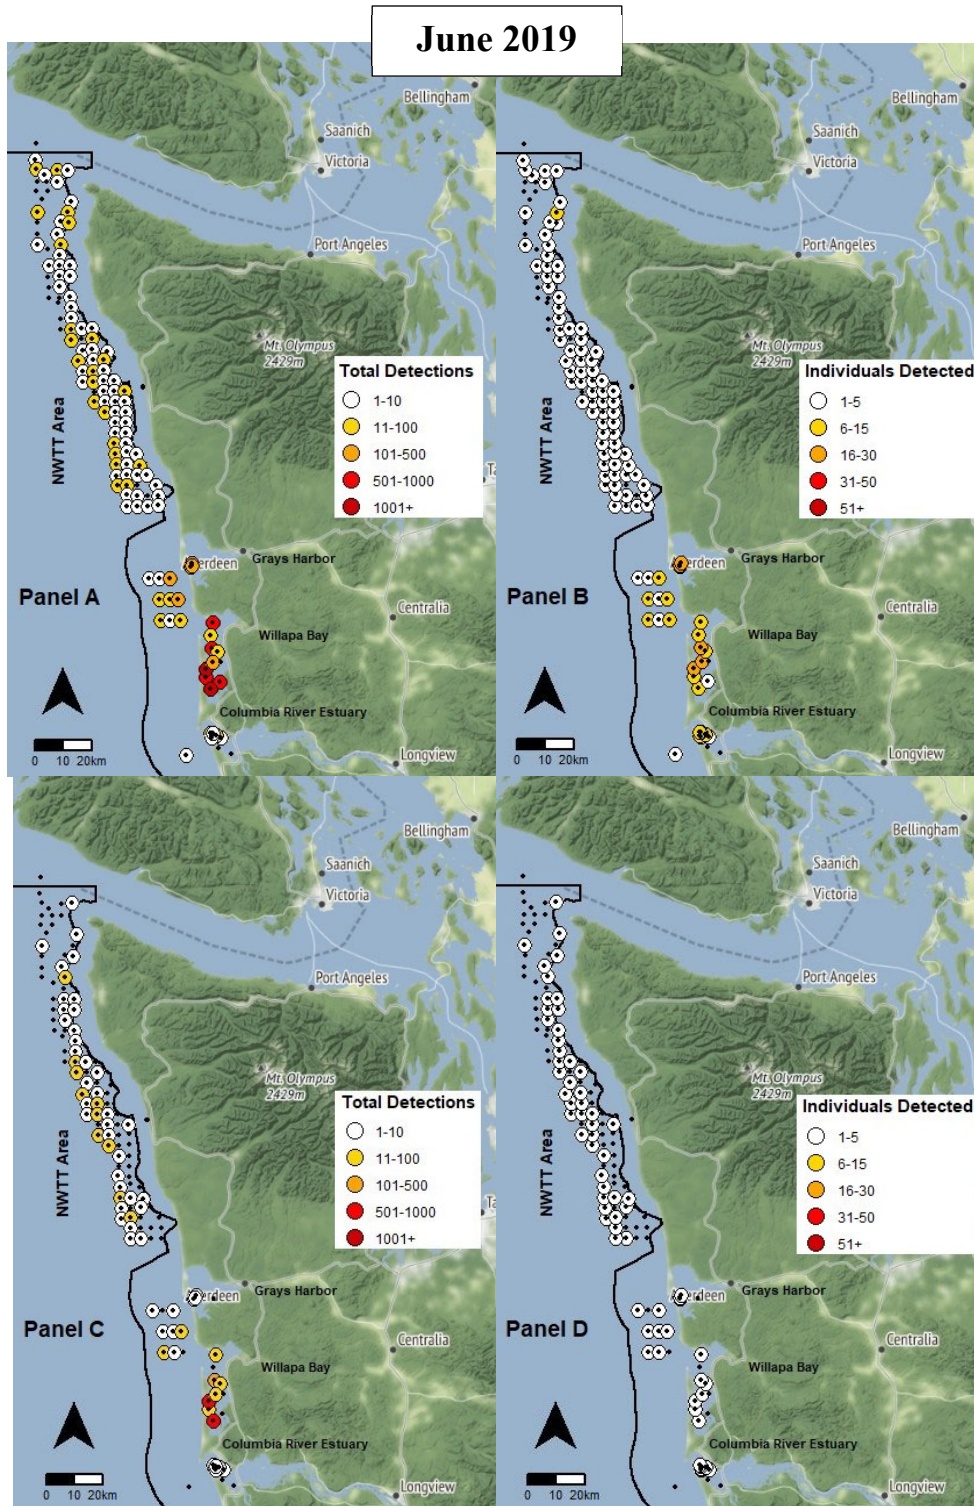 June 2019
Bellingham
Saanich
Victoria
Port Angeles
Mt. Olympus
2429m
Total Detections
1-10
11-100
101-500
501-1000
1001+
NWTT Area
Grays Harbor
Panel A
Centralia
Willapa Bay
Columbia River Estuary
0 10 20km
Longview
Bellingham
Saanich
Victoria
Port Angeles
Mt. Olympus
2429m
Individuals Detected
1-5
6-15
16-30
31-50
51+
NWTT Area
Grays Harbor
Panel B
Centralia
Willapa Bay
Columbia River Estuary
0 10 20km
Longview
Bellingham
Saanich
Victoria
Port Angeles
Mt. Olympus
2429m
Total Detections
1-10
11-100
101-500
501-1000
1001+
NWTT Area
Grays Harbor
Panel C
Centralia
Willapa Bay
Columbia River Estuary
0 10 20km
Longview
Bellingham
Saanich
Victoria
Port Angeles
Mt. Olympus
2429m
Individuals Detected
1-5
6-15
16-30
31-50
51+
NWTT Area
Grays Harbor
Panel D
Centralia
Willapa Bay
Columbia River Estuary
0 10 20km
Longview